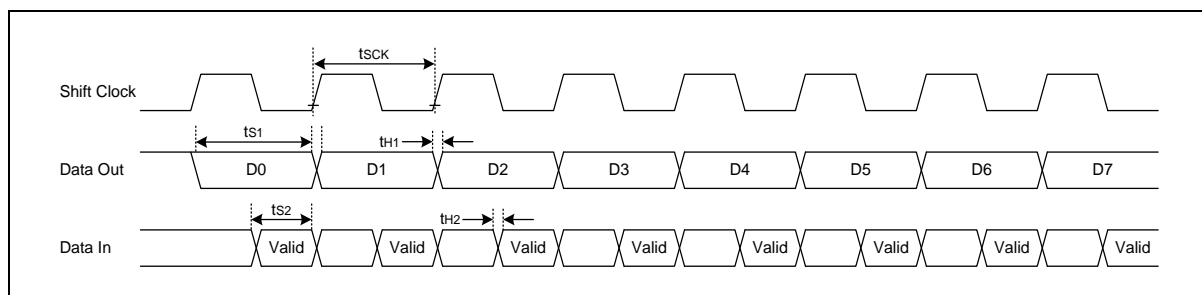 tSCK
Shift Clock
tS1
tH1
Data Out D0 D1 D2 D3 D4 D5 D6 D7
tS2
tH2
Data In Valid Valid Valid Valid Valid Valid Valid Valid